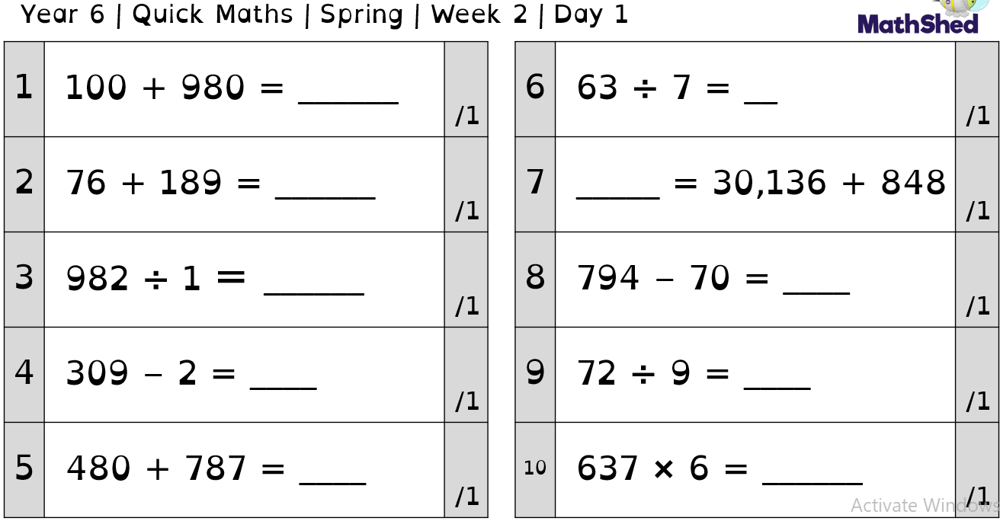 Year 6 | Quick Maths | Spring | Week 2 | Day 1
MathShed
1 100 + 980 = ______ /1
2 76 + 189 = ______ /1
3 982 ÷ 1 = ______ /1
4 309 – 2 = ____ /1
5 480 + 787 = ____ /1
6 63 ÷ 7 = __ /1
7 _____ = 30,136 + 848 /1
8 794 – 70 = ____ /1
9 72 ÷ 9 = ____ /1
10 637 × 6 = ______ /1
Activate Windows